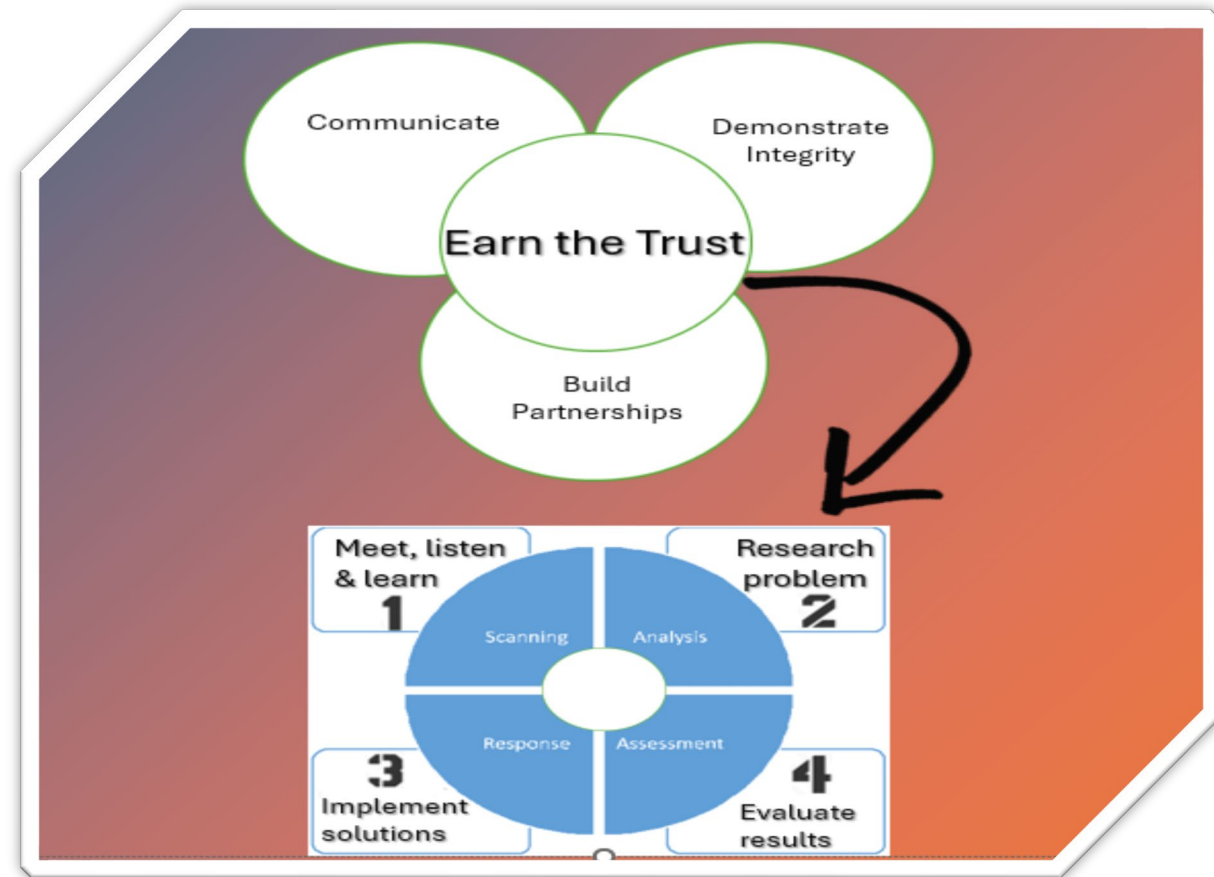 Communicate
Demonstrate
Integrity
Earn the Trust
Build
Partnerships
Meet, listen
& learn
1
Research
problem
2
Scanning
Analysis
Response
Assessment
3
Implement
solutions
4
Evaluate
results